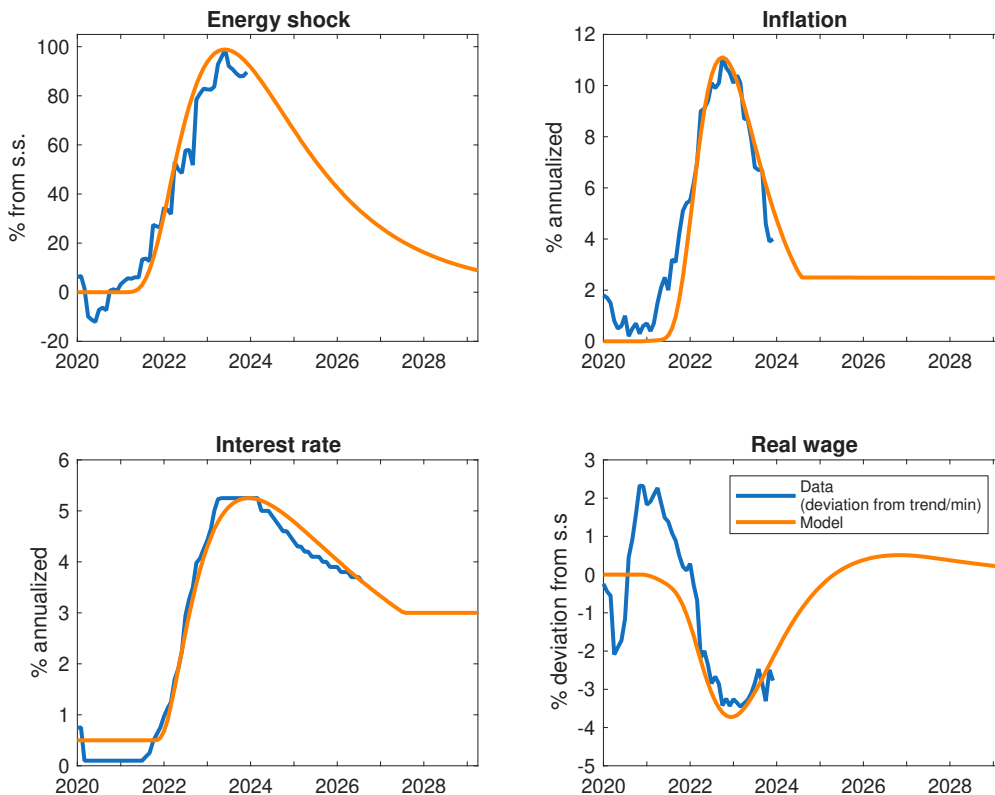 Energy shock
% from s.s.
100
80
60
40
20
0
-20
2020 2022 2024 2026 2028
Inflation
% annualized
12
10
8
6
4
2
0
2020 2022 2024 2026 2028
Interest rate
% annualized
6
5
4
3
2
1
0
2020 2022 2024 2026 2028
Real wage
% deviation from s.s
3
2
1
0
-1
-2
-3
-4
-5
2020 2022 2024 2026 2028
Data
(deviation from trend/min)
Model